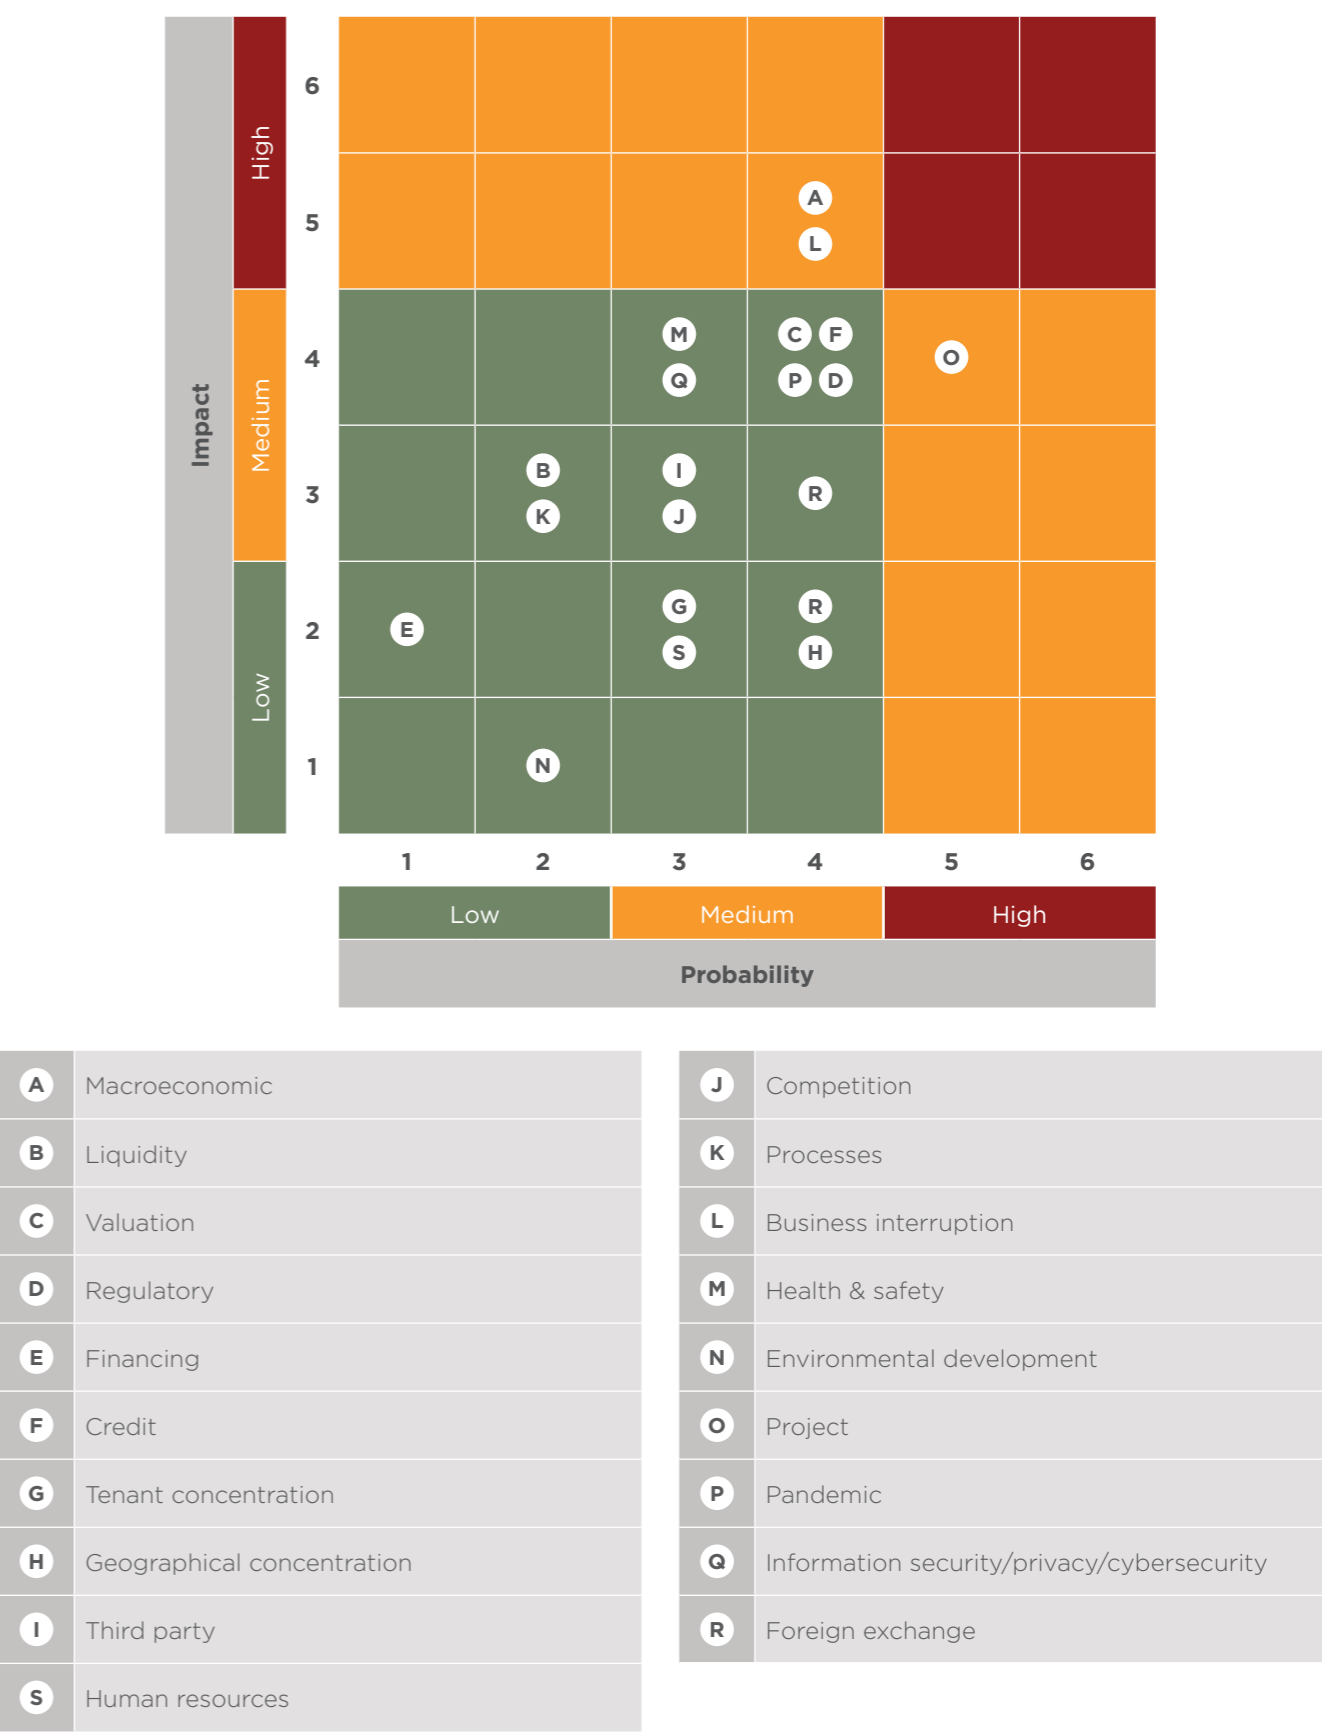 Impact
High
Medium
Low
6
5
A
L
4
M
C F
O
Q
P D
3
B
I
R
K
J
2
E
G
R
S
H
1
N
1 2 3 4 5 6
Low Medium High
Probability
A Macroeconomic
B Liquidity
C Valuation
D Regulatory
E Financing
F Credit
G Tenant concentration
H Geographical concentration
I Third party
S Human resources
J Competition
K Processes
L Business interruption
M Health & safety
N Environmental development
O Project
P Pandemic
Q Information security/privacy/cybersecurity
R Foreign exchange